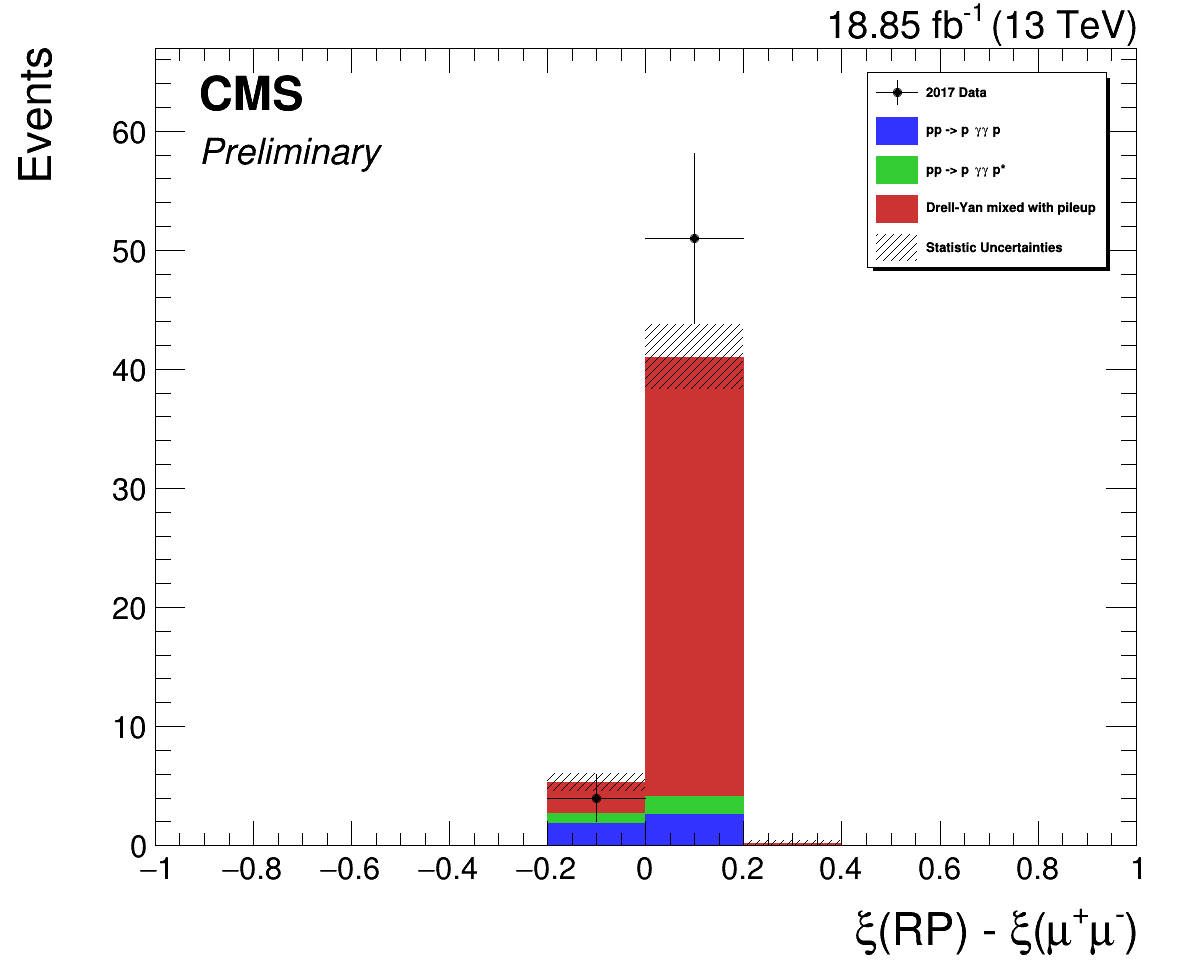 18.85 fb⁻¹ (13 TeV)
Events
CMS
Preliminary
2017 Data
pp -> p γγ p
pp -> p γγ p*
Drell-Yan mixed with pileup
Statistic Uncertainties
60
50
40
30
20
10
0
−1 −0.8 −0.6 −0.4 −0.2 0 0.2 0.4 0.6 0.8 1
ξ(RP) - ξ(μ⁺μ⁻)